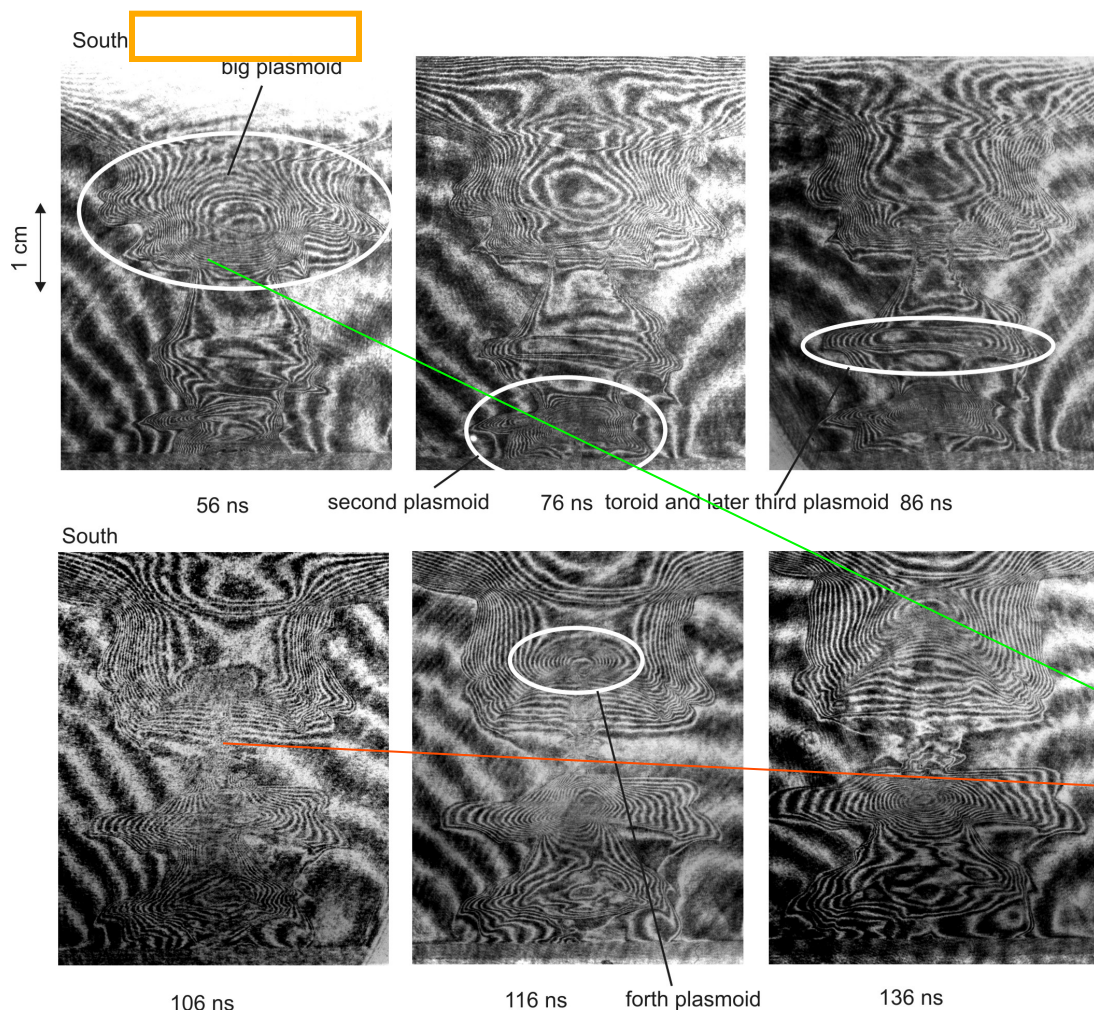 South
big plasmoid
1 cm
56 ns
second plasmoid
76 ns
toroid and later third plasmoid
86 ns
South
106 ns
116 ns
forth plasmoid
136 ns